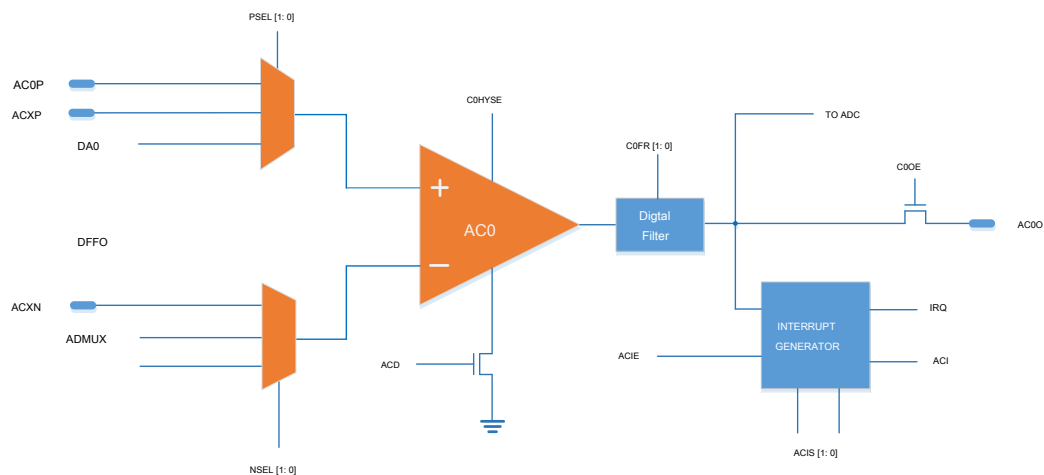 PSEL [1: 0]
AC0P
ACXP
DA0
C0HYSE
TO ADC
C0FR [1: 0]
C0OE
+
AC0
Digtal
Filter
AC0O
DFFO
−
ACXN
ADMUX
ACD
INTERRUPT
GENERATOR
IRQ
ACIE
ACI
ACIS [1: 0]
NSEL [1: 0]